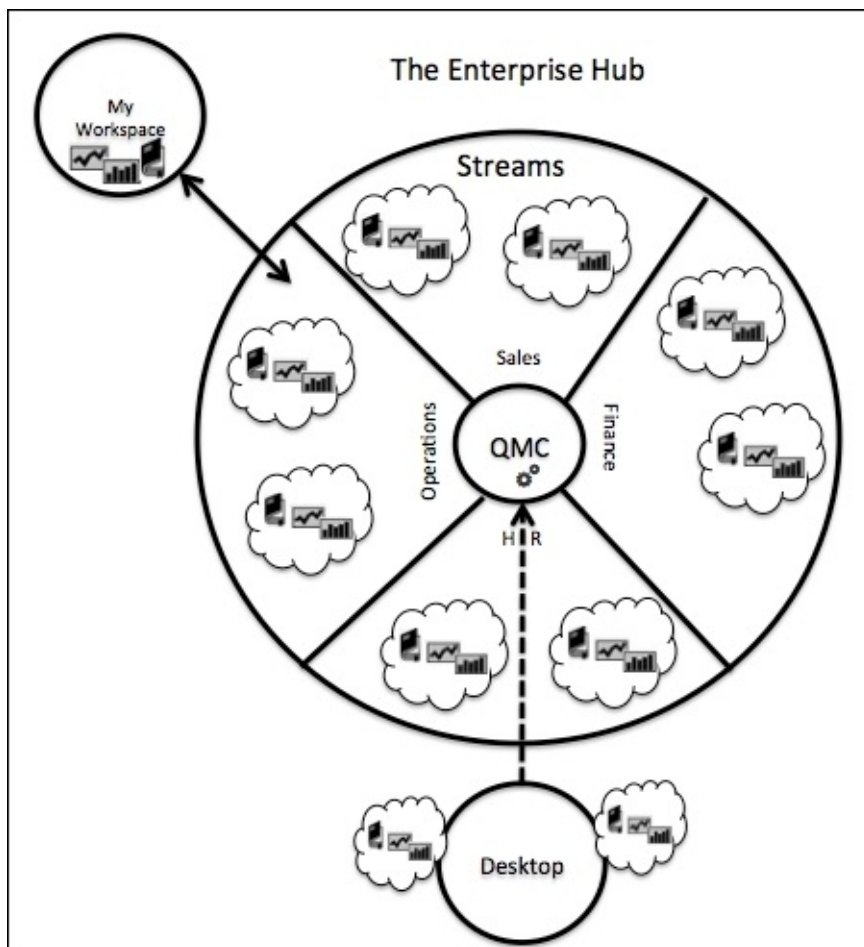 The Enterprise Hub
My
Workspace
Streams
Sales
Operations
Finance
QMC
H R
Desktop